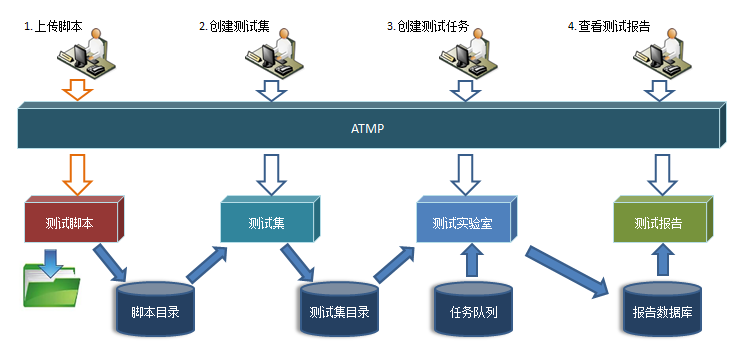 1.上传脚本
2.创建测试集
3.创建测试任务
4.查看测试报告
ATMP
测试脚本
测试集
测试实验室
测试报告
脚本目录
测试集目录
任务队列
报告数据库